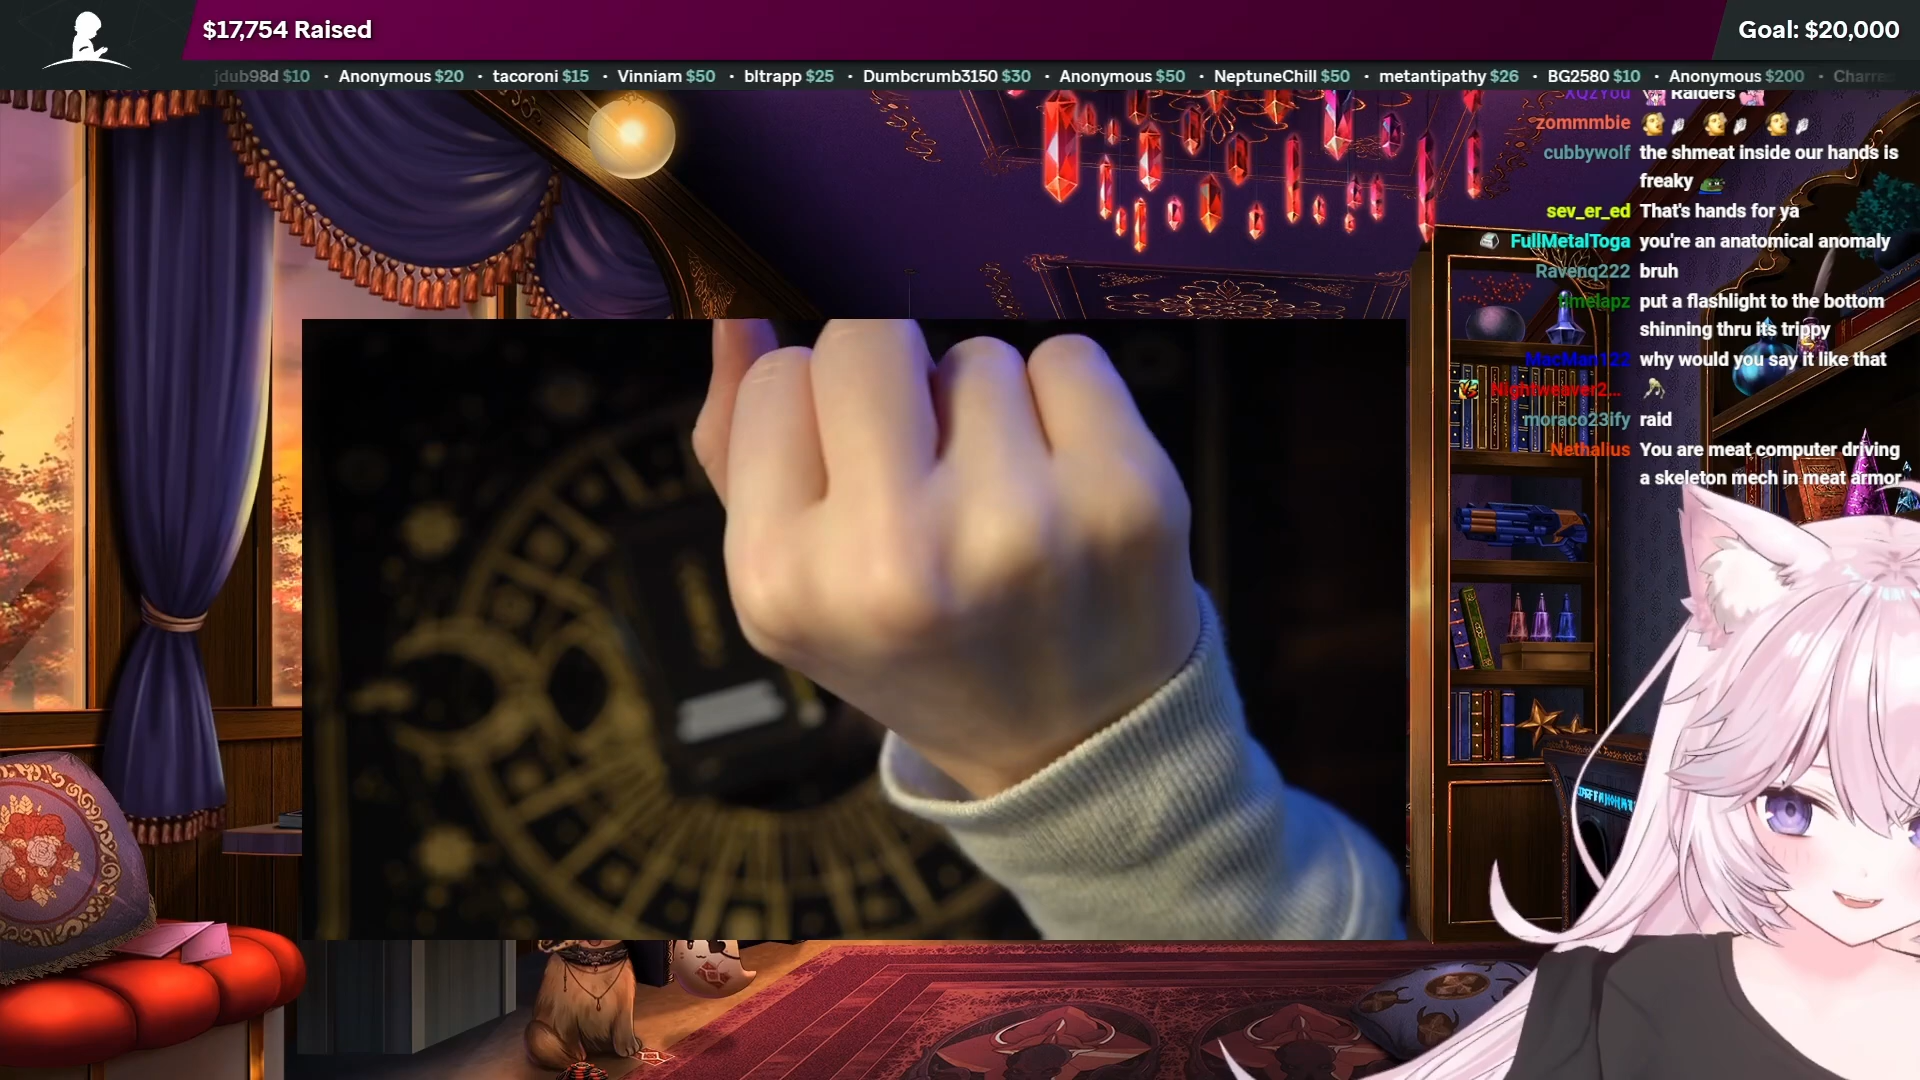 $17,754 Raised
Goal: $20,000
jdub98d $10 · Anonymous $20 · tacoroni $15 · Vinniam $50 · bltrapp $25 · Dumbcrumb3150 $30 · Anonymous $50 · NeptuneChill $50 · metantipathy $26 · BG2580 $10 · Anonymous $200 ·
XQzYou Raiders
zommmbie
cubbywolf the shmeat inside our hands is
freaky
sev_er_ed That's hands for ya
FullMetalToga you're an anatomical anomaly
Ravenq222 bruh
timelapz put a flashlight to the bottom
shinning thru its trippy
MacMan122 why would you say it like that
Nightweaver2...
moraco23ify raid
Nethalius You are meat computer driving
a skeleton mech in meat armor